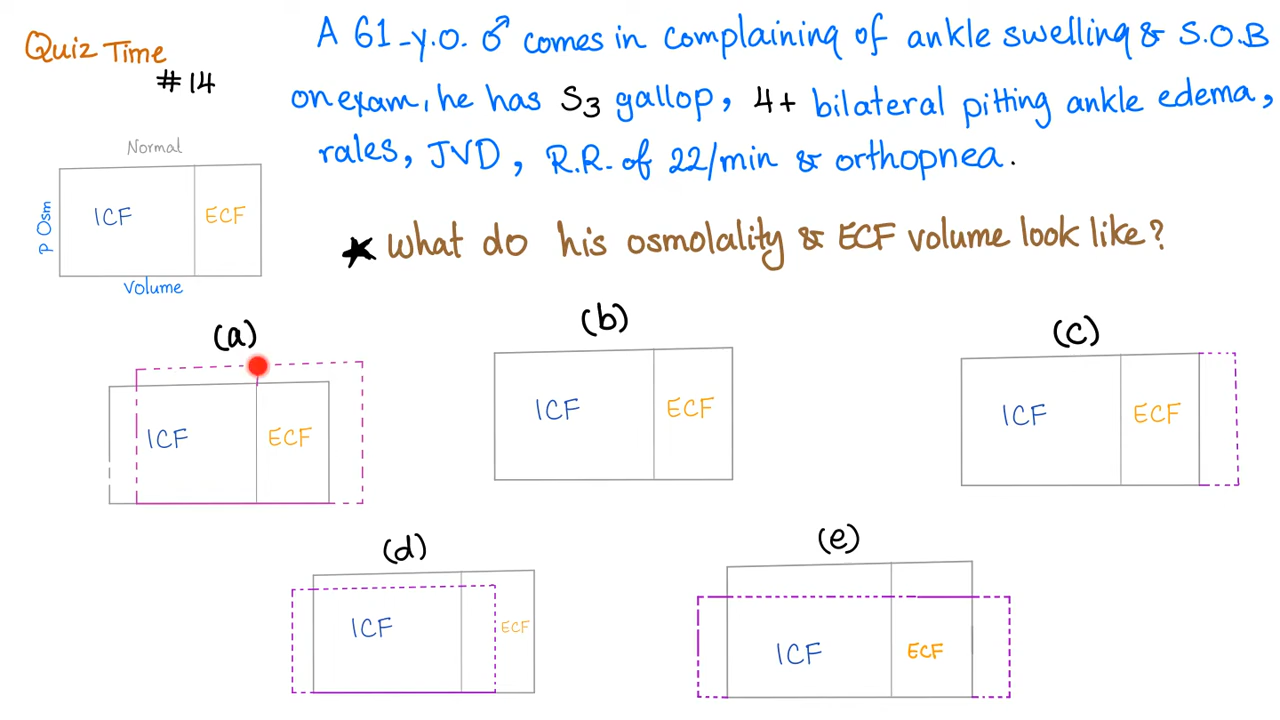 Quiz Time
#14
A 61-y.o. ♂ comes in complaining of ankle swelling & S.O.B
on exam, he has S3 gallop, 4+ bilateral pitting ankle edema,
rales, JVD, R.R. of 22/min & orthopnea.
★ what do his osmolality & ECF volume look like?
Normal
P Osm
ICF ECF
Volume
(a)
ICF ECF
(b)
ICF ECF
(c)
ICF ECF
(d)
ICF ECF
(e)
ICF ECF